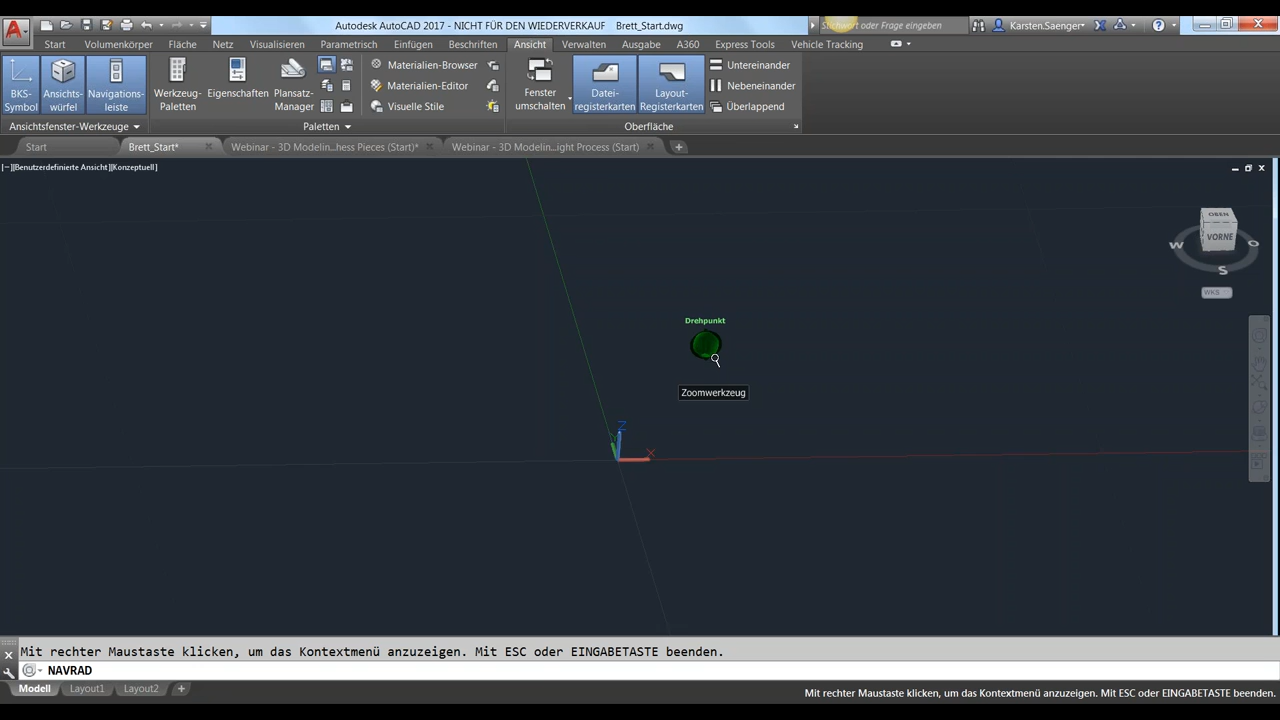 Autodesk AutoCAD 2017 - NICHT FÜR DEN WIEDERVERKAUF Brett_Start.dwg
Suchwort oder Frage eingeben
Karsten.Saenger
Start Volumenkörper Fläche Netz Visualisieren Parametrisch Einfügen Beschriften Ansicht Verwalten Ausgabe A360 Express Tools Vehicle Tracking
BKS-Symbol
Ansichts-würfel
Navigations-leiste
Werkzeug-Paletten
Eigenschaften
Plansatz-Manager
Materialien-Browser
Materialien-Editor
Visuelle Stile
Fenster umschalten
Datei-registerkarten
Layout-Registerkarten
Untereinander
Nebeneinander
Überlappend
Ansichtsfenster-Werkzeuge
Paletten
Oberfläche
Start
Brett_Start*
Webinar - 3D Modelin...hess Pieces (Start)*
Webinar - 3D Modelin...ight Process (Start)
[−][Benutzerdefinierte Ansicht][Konzeptuell]
OBEN
VORNE
W
O
S
WKS
Drehpunkt
Zoomwerkzeug
Z
X
Mit rechter Maustaste klicken, um das Kontextmenü anzuzeigen. Mit ESC oder EINGABETASTE beenden.
NAVRAD
Modell Layout1 Layout2
Mit rechter Maustaste klicken, um das Kontextmenü anzuzeigen. Mit ESC oder EINGABETASTE beenden.